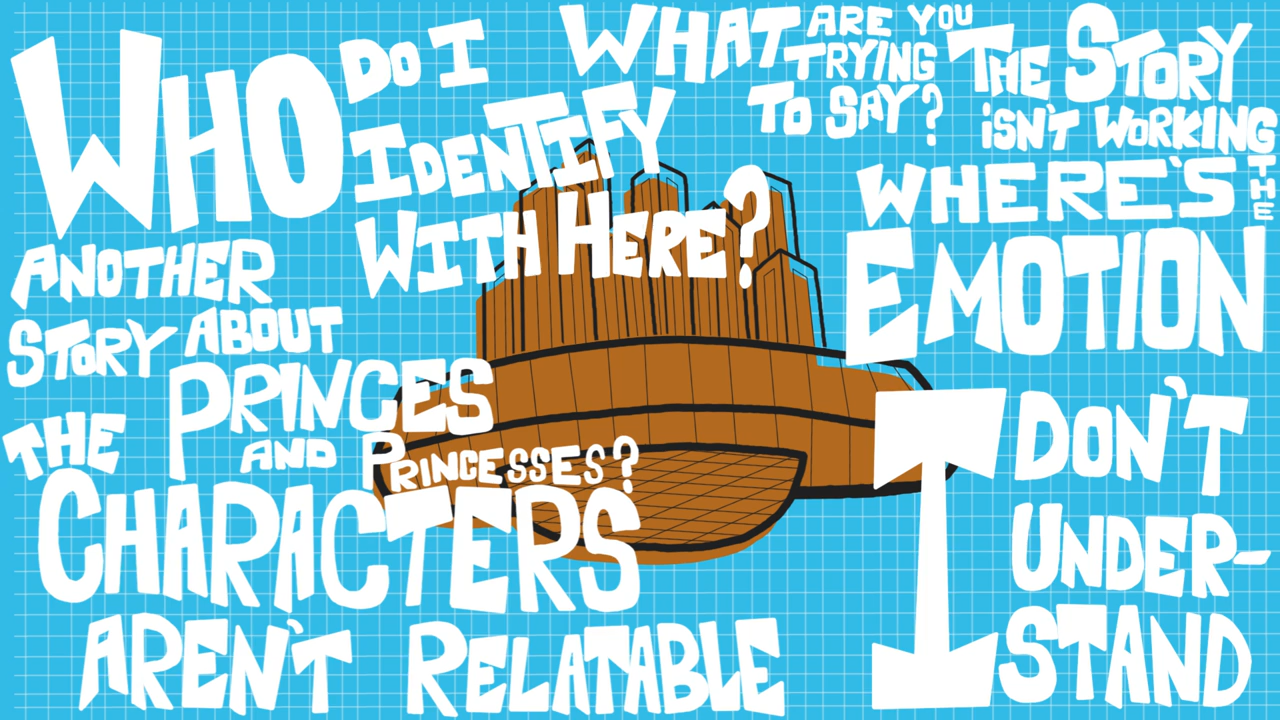 WHO DO I
IDENTIFY
WITH HERE?
WHAT ARE YOU
TRYING
TO SAY?
THE STORY
iSN'T WORKING
WHERE'S THE
EMOTION
ANOTHER
STORY ABOUT
PRINCES
AND PRINCESSES?
THE
CHARACTERS
AREN'T RELATABLE
I DON'T
UNDER-
STAND